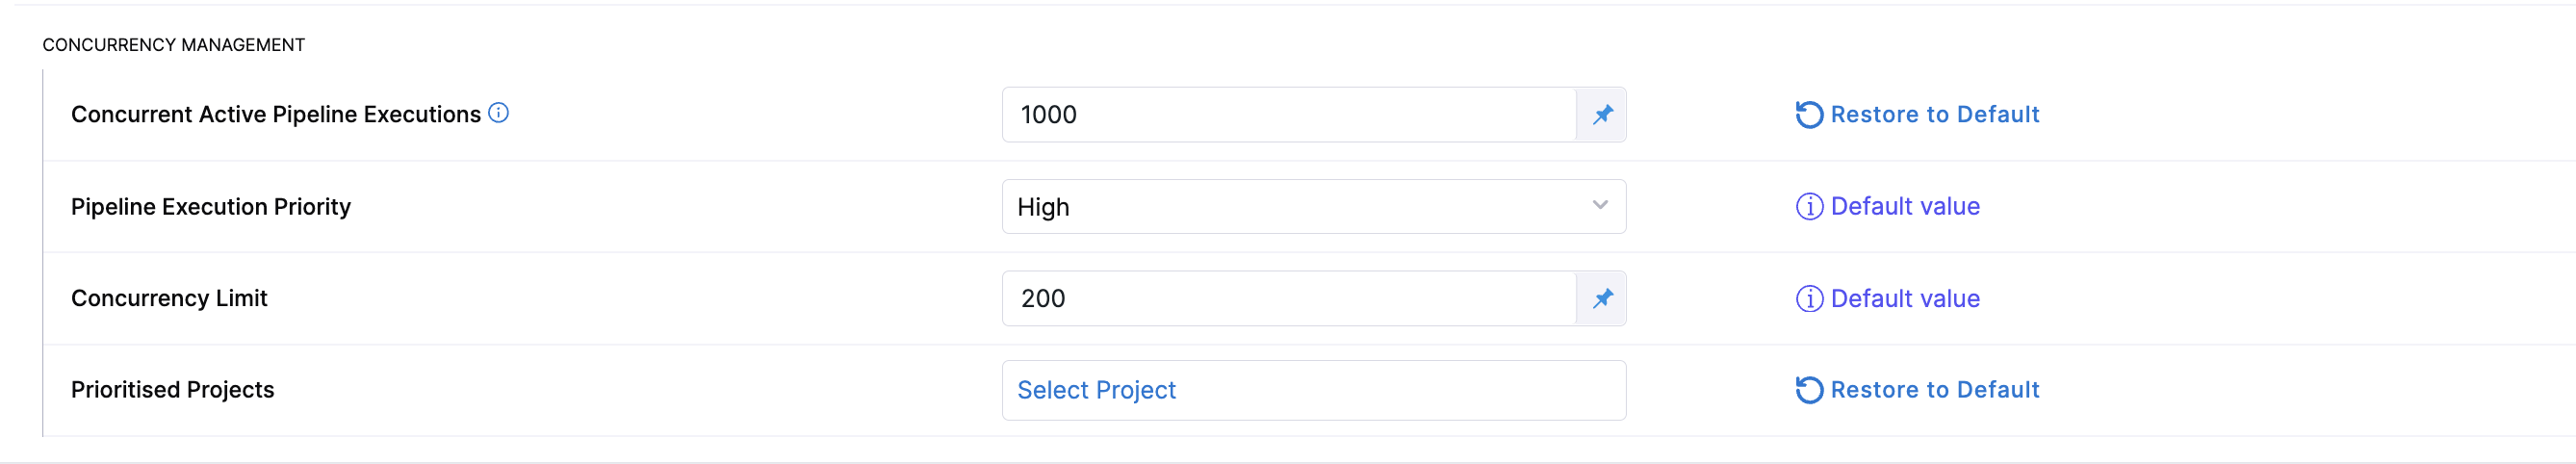 CONCURRENCY MANAGEMENT
Concurrent Active Pipeline Executions 1000 Restore to Default
Pipeline Execution Priority High Default value
Concurrency Limit 200 Default value
Prioritised Projects Select Project Restore to Default